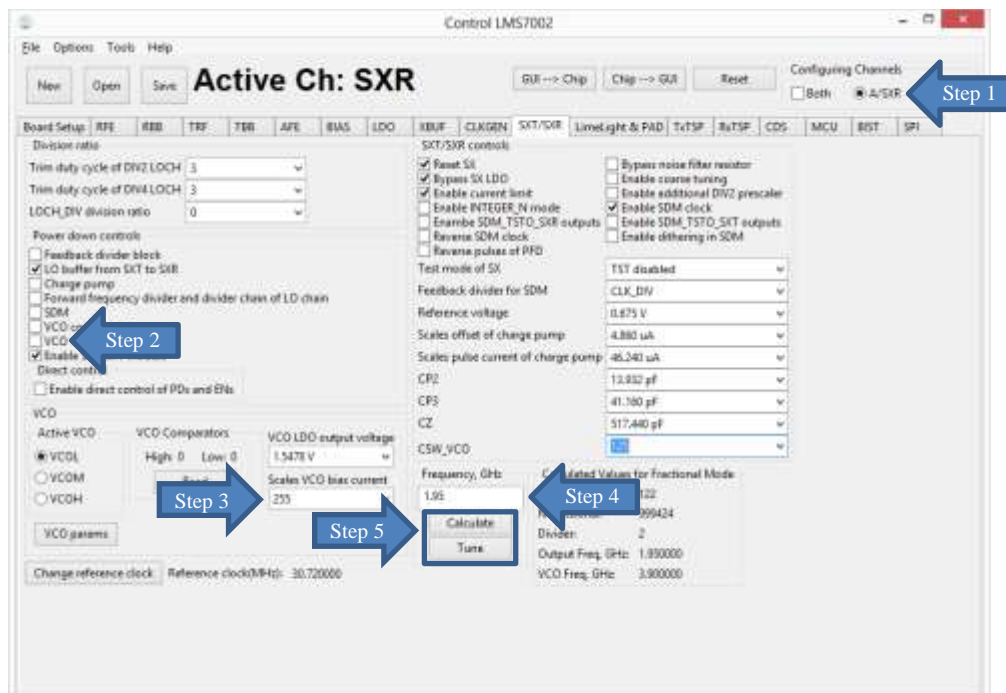 Control LMS7002
File Options Tools Help
New Open Save Active Ch: SXR GUI --> Chip Chip --> GUI Reset
Configuring Channels
Both A/SXR
Step 1
Board Setup RFE RBB TRF TBB AFE BIAS LDO XBUF CLKGEN SXT/SXR LimeLight & PAD TxTSP RxTSP CDS MCU BIST SPI
Division ratio
Trim duty cycle of DIV2 LOCH 3
Trim duty cycle of DIV4 LOCH 3
LOCH_DIV division ratio 0
Power down controls
Feedback divider block
LO buffer from SXT to SXR
Charge pump
Forward frequency divider and divider chain of LO chain
SDM
VCO
VCO
Step 2
Enable
Direct control
Enable direct control of PDs and ENs
VCO
Active VCO
VCOL
VCOM
VCOH
VCO Comparators
High: 0 Low: 0
VCO LDO output voltage
1.5478 V
Scales VCO bias current
255
Step 3
VCO params
Change reference clock Reference clock(MHz): 30.720000
SXT/SXR controls
Reset SX
Bypass SX LDO
Enable current limit
Enable INTEGER_N mode
Enambe SDM_TSTO_SXR outputs
Reverse SDM clock
Reverse pulses of PFD
Bypass noise filter resistor
Enable coarse tuning
Enable additional DIV2 prescaler
Enable SDM clock
Enable SDM_TSTO_SXT outputs
Enable dithering in SDM
Test mode of SX TST disabled
Feedback divider for SDM CLK_DIV
Reference voltage 0.675 V
Scales offset of charge pump 4.860 uA
Scales pulse current of charge pump 46.240 uA
CP2 13.932 pF
CP3 41.160 pF
CZ 517.440 pF
CSW_VCO
Frequency, GHz
1.95
Step 4
Step 5
Calculate
Tune
Calculated Values for Fractional Mode
122
999424
Divider: 2
Output Freq, GHz: 1.950000
VCO Freq, GHz 3.900000